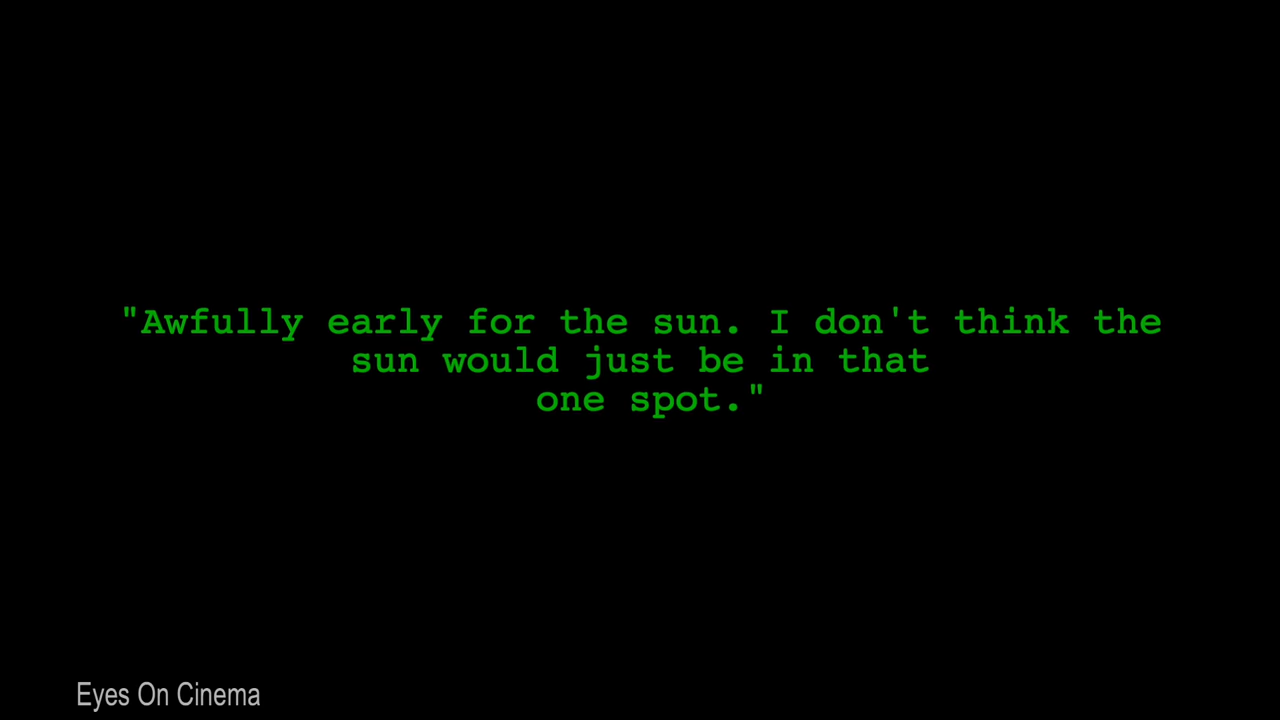 "Awfully early for the sun. I don't think the
sun would just be in that
one spot."
Eyes On Cinema